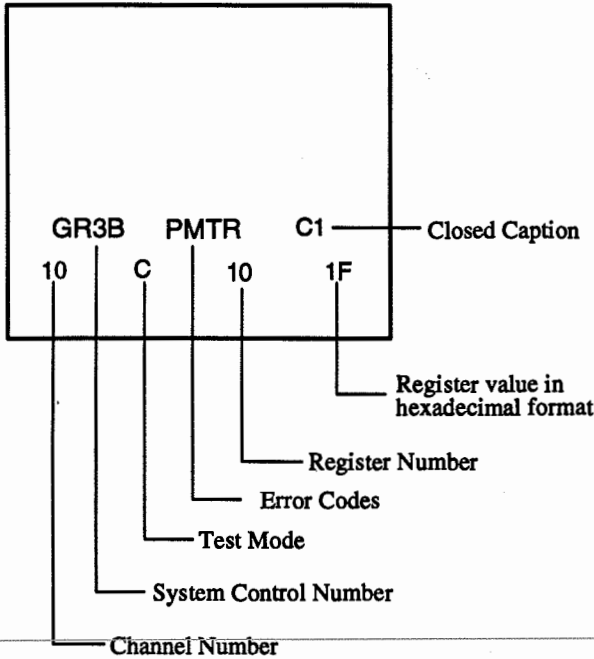 GR3B PMTR C1 Closed Caption
10 C 10 1F
Register value in
hexadecimal format
Register Number
Error Codes
Test Mode
System Control Number
Channel Number